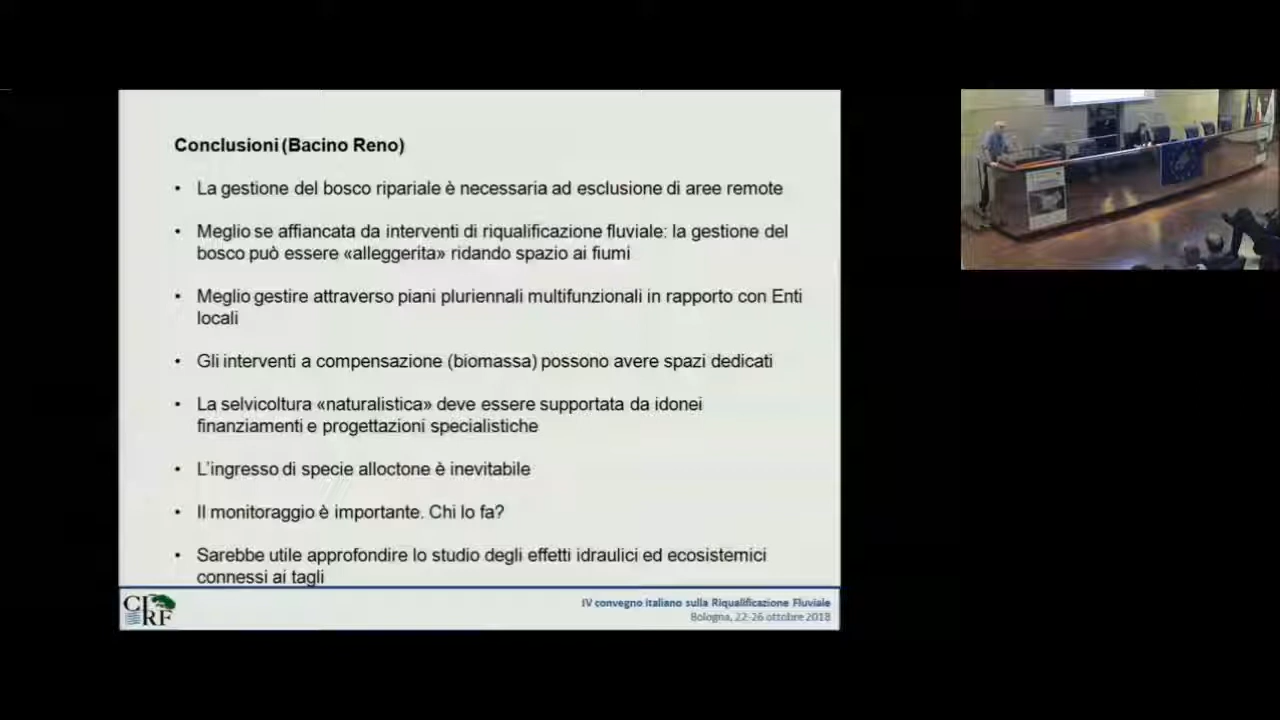 Conclusioni (Bacino Reno)
• La gestione del bosco ripariale è necessaria ad esclusione di aree remote
• Meglio se affiancata da interventi di riqualificazione fluviale: la gestione del
bosco può essere «alleggerita» ridando spazio ai fiumi
• Meglio gestire attraverso piani pluriennali multifunzionali in rapporto con Enti
locali
• Gli interventi a compensazione (biomassa) possono avere spazi dedicati
• La selvicoltura «naturalistica» deve essere supportata da idonei
finanziamenti e progettazioni specialistiche
• L'ingresso di specie alloctone è inevitabile
• Il monitoraggio è importante. Chi lo fa?
• Sarebbe utile approfondire lo studio degli effetti idraulici ed ecosistemici
connessi ai tagli
CIRF
IV convegno italiano sulla Riqualificazione Fluviale
Bologna, 22-26 ottobre 2018